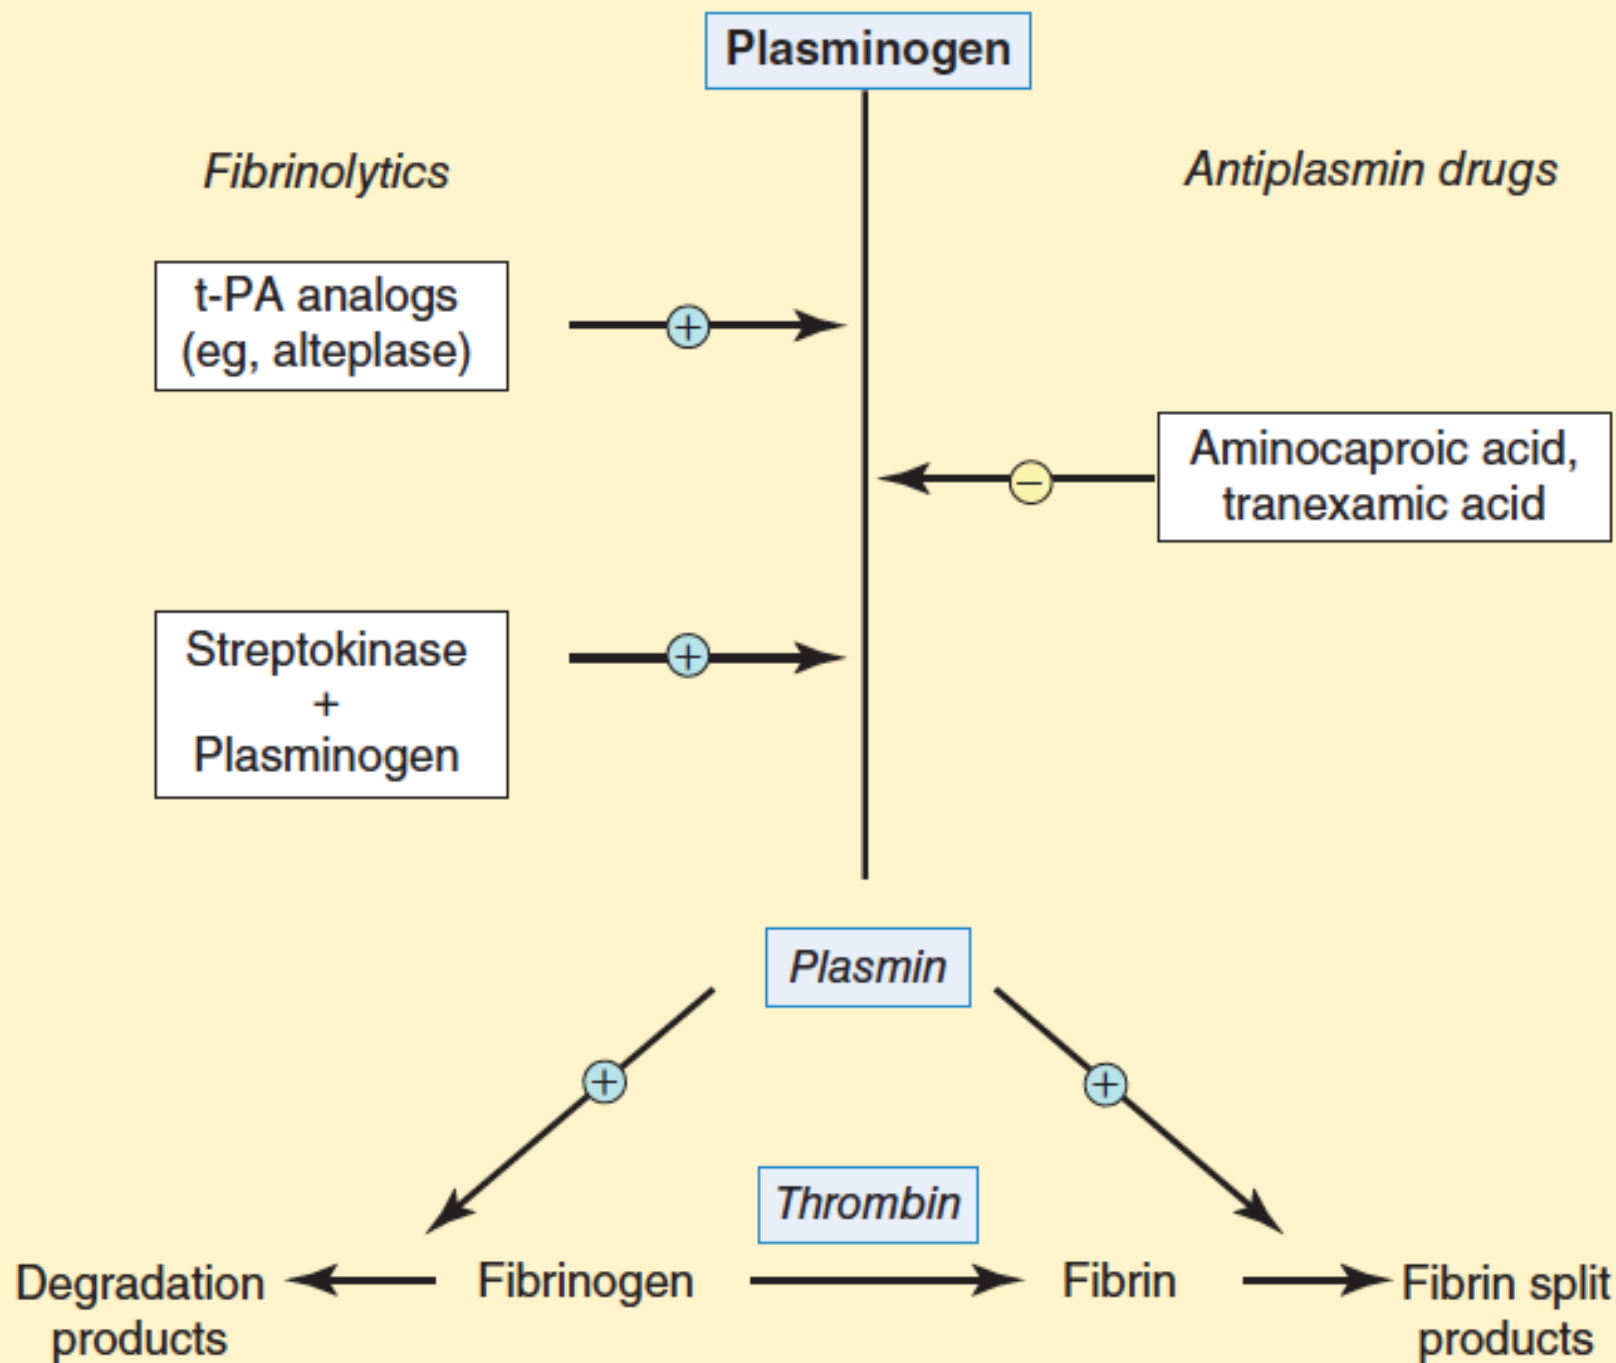 Plasminogen
Fibrinolytics
Antiplasmin drugs
t-PA analogs
(eg, alteplase)
+
Aminocaproic acid,
tranexamic acid
−
Streptokinase
+
Plasminogen
+
Plasmin
+
+
Thrombin
Degradation
products
Fibrinogen
Fibrin
Fibrin split
products